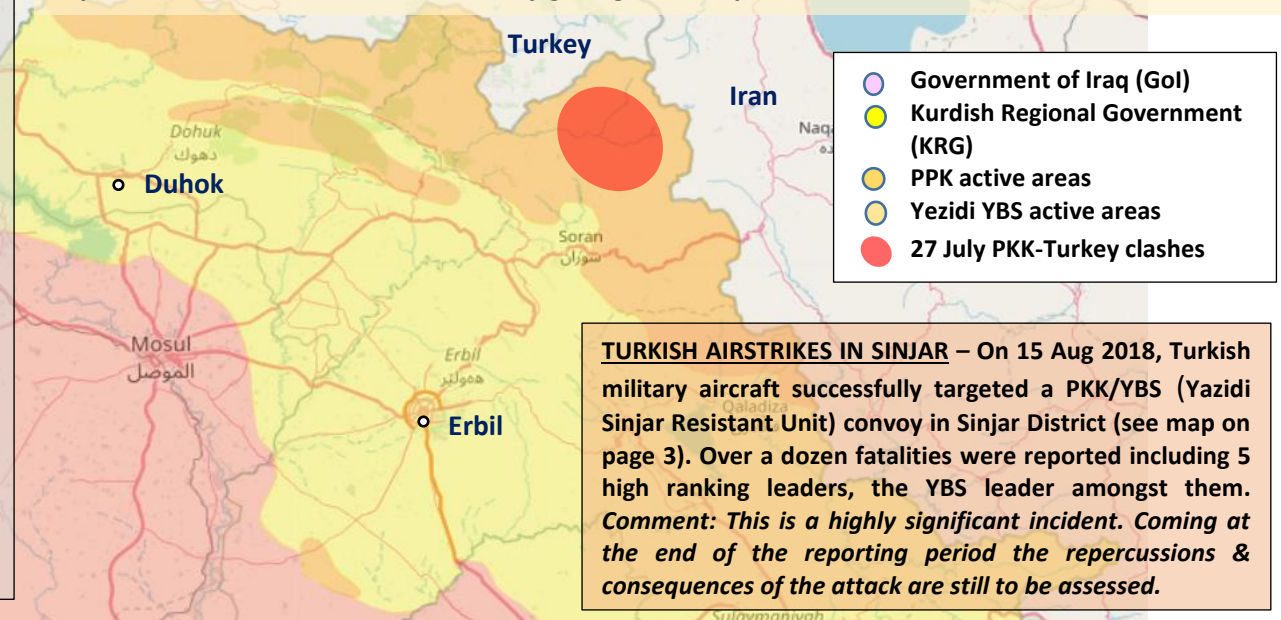 Turkey
Iran
Naqa
Dohuk
دهوك
Duhok
Government of Iraq (GoI)
Kurdish Regional Government
(KRG)
PPK active areas
Yezidi YBS active areas
27 July PKK-Turkey clashes
Soran
سۆران
Mosul
الموصل
Erbil
هەولێر
Erbil
Qaladiza
TURKISH AIRSTRIKES IN SINJAR – On 15 Aug 2018, Turkish
military aircraft successfully targeted a PKK/YBS (Yazidi
Sinjar Resistant Unit) convoy in Sinjar District (see map on
page 3). Over a dozen fatalities were reported including 5
high ranking leaders, the YBS leader amongst them.
Comment: This is a highly significant incident. Coming at
the end of the reporting period the repercussions &
consequences of the attack are still to be assessed.
Sulaymaniyah